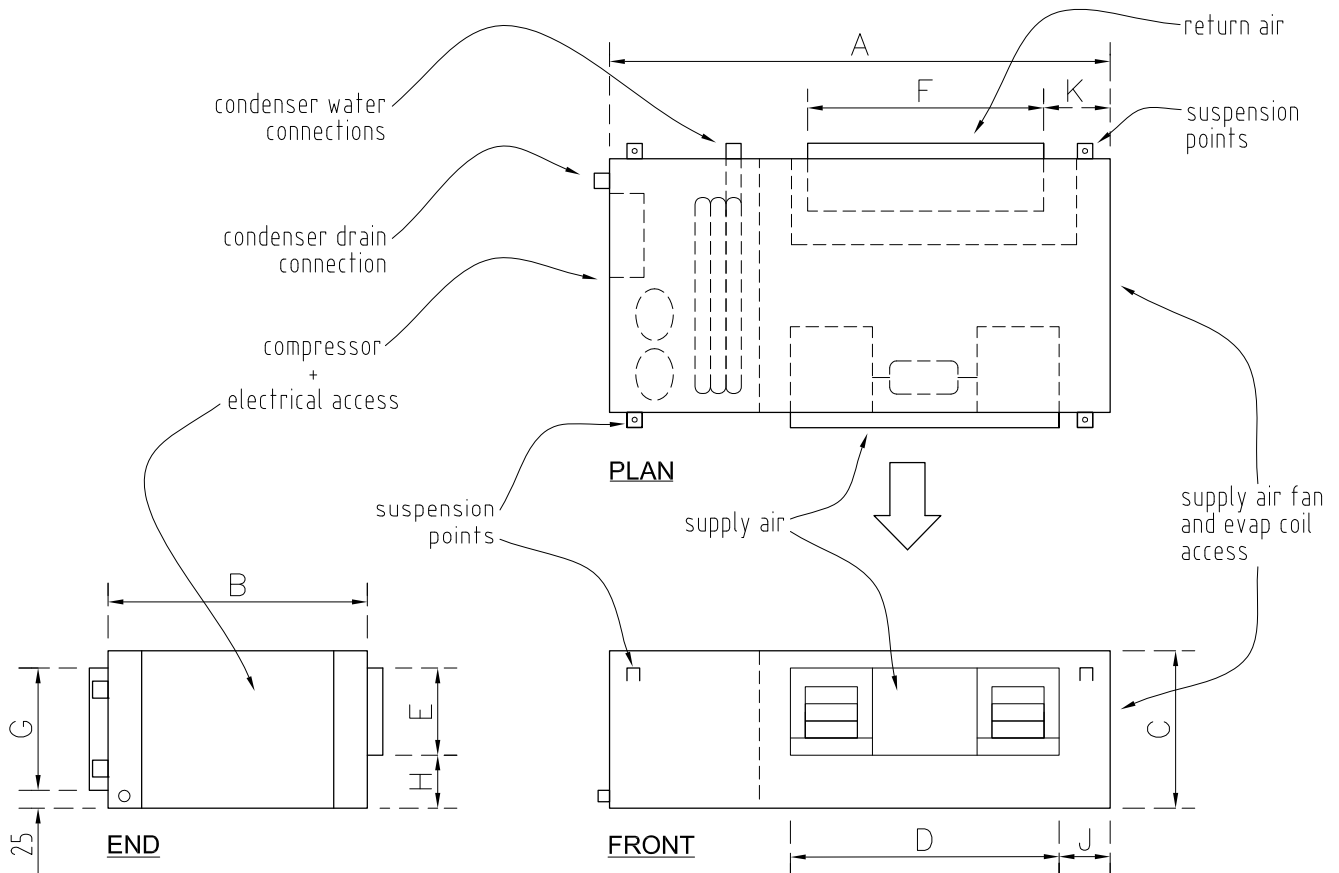 return air
A
condenser water
connections
F
K
suspension
points
condenser drain
connection
compressor
+
electrical access
PLAN
suspension
points
supply air
supply air fan
and evap coil
access
B
G
E
H
C
25
END
FRONT
D
J